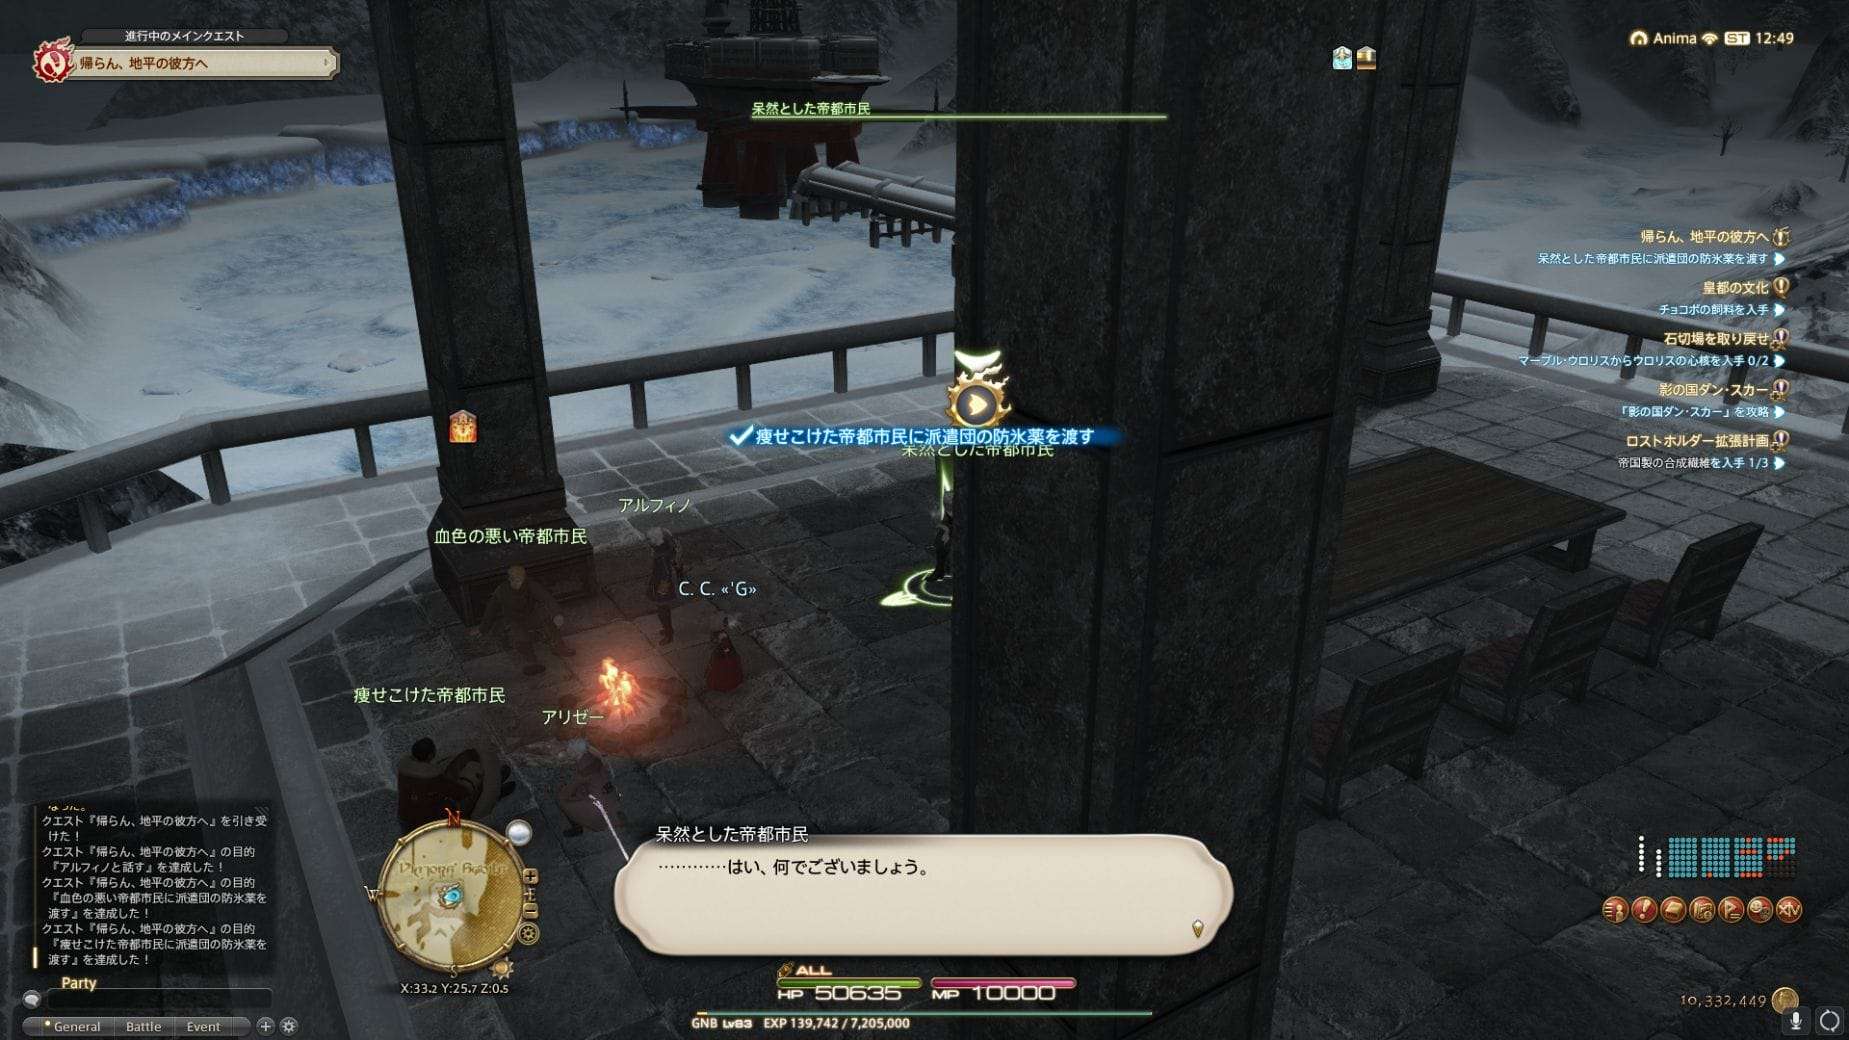 進行中のメインクエスト
帰らん、地平の彼方へ
Anima ST 12:49
呆然とした帝都市民
帰らん、地平の彼方へ
呆然とした帝都市民に派遣団の防氷薬を渡す
皇都の文化
チョコボの飼料を入手
石切場を取り戻せ
マーブル・ウロリスからウロリスの心核を入手 0/2
影の国ダン・スカー
「影の国ダン・スカー」を攻略
ロストホルダー拡張計画
帝国製の合成繊維を入手 1/3
痩せこけた帝都市民に派遣団の防氷薬を渡す
呆然とした帝都市民
アルフィノ
血色の悪い帝都市民
C. C. «'G»
痩せこけた帝都市民
アリゼー
クエスト『帰らん、地平の彼方へ』を引き受
けた！
クエスト『帰らん、地平の彼方へ』の目的
『アルフィノと話す』を達成した！
クエスト『帰らん、地平の彼方へ』の目的
『血色の悪い帝都市民に派遣団の防氷薬を
渡す』を達成した！
クエスト『帰らん、地平の彼方へ』の目的
『痩せこけた帝都市民に派遣団の防氷薬を
渡す』を達成した！
Party
General Battle Event
N
W
S
X:33.2 Y:25.7 Z:0.5
呆然とした帝都市民
…………はい、何でございましょう。
ALL
HP 50635 MP 10000
GNB Lv83 EXP 139,742 / 7,205,000
XIV
10,332,449